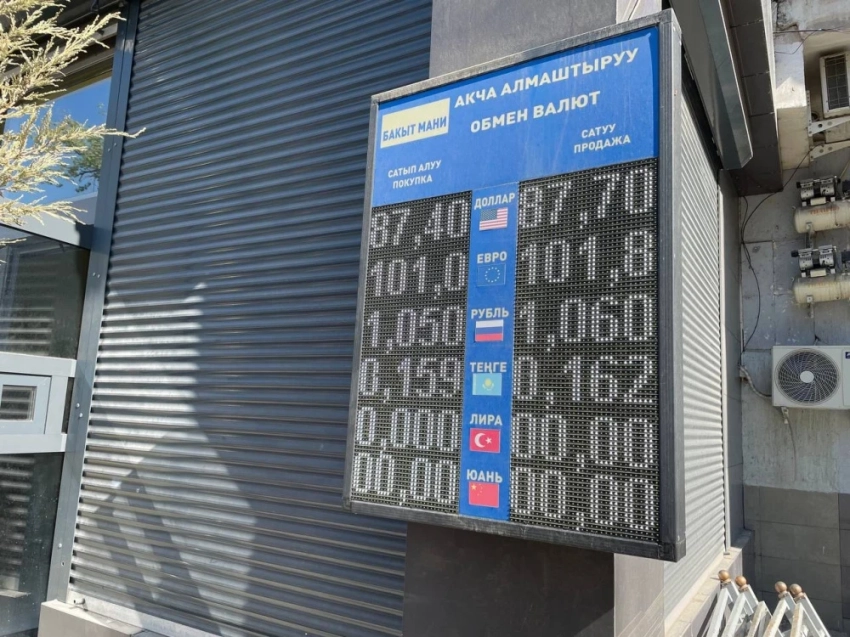 БАКЫТ МАНИ
АКЧА АЛМАШТЫРУУ
ОБМЕН ВАЛЮТ
САТЫП АЛУУ
ПОКУПКА
САТУУ
ПРОДАЖА
87,40 ДОЛЛАР 87,70
101,0 ЕВРО 101,8
1,050 РУБЛЬ 1,060
0,159 ТЕҢГЕ 0,162
0,000 ЛИРА 00,00
00,00 ЮАНЬ 00,00